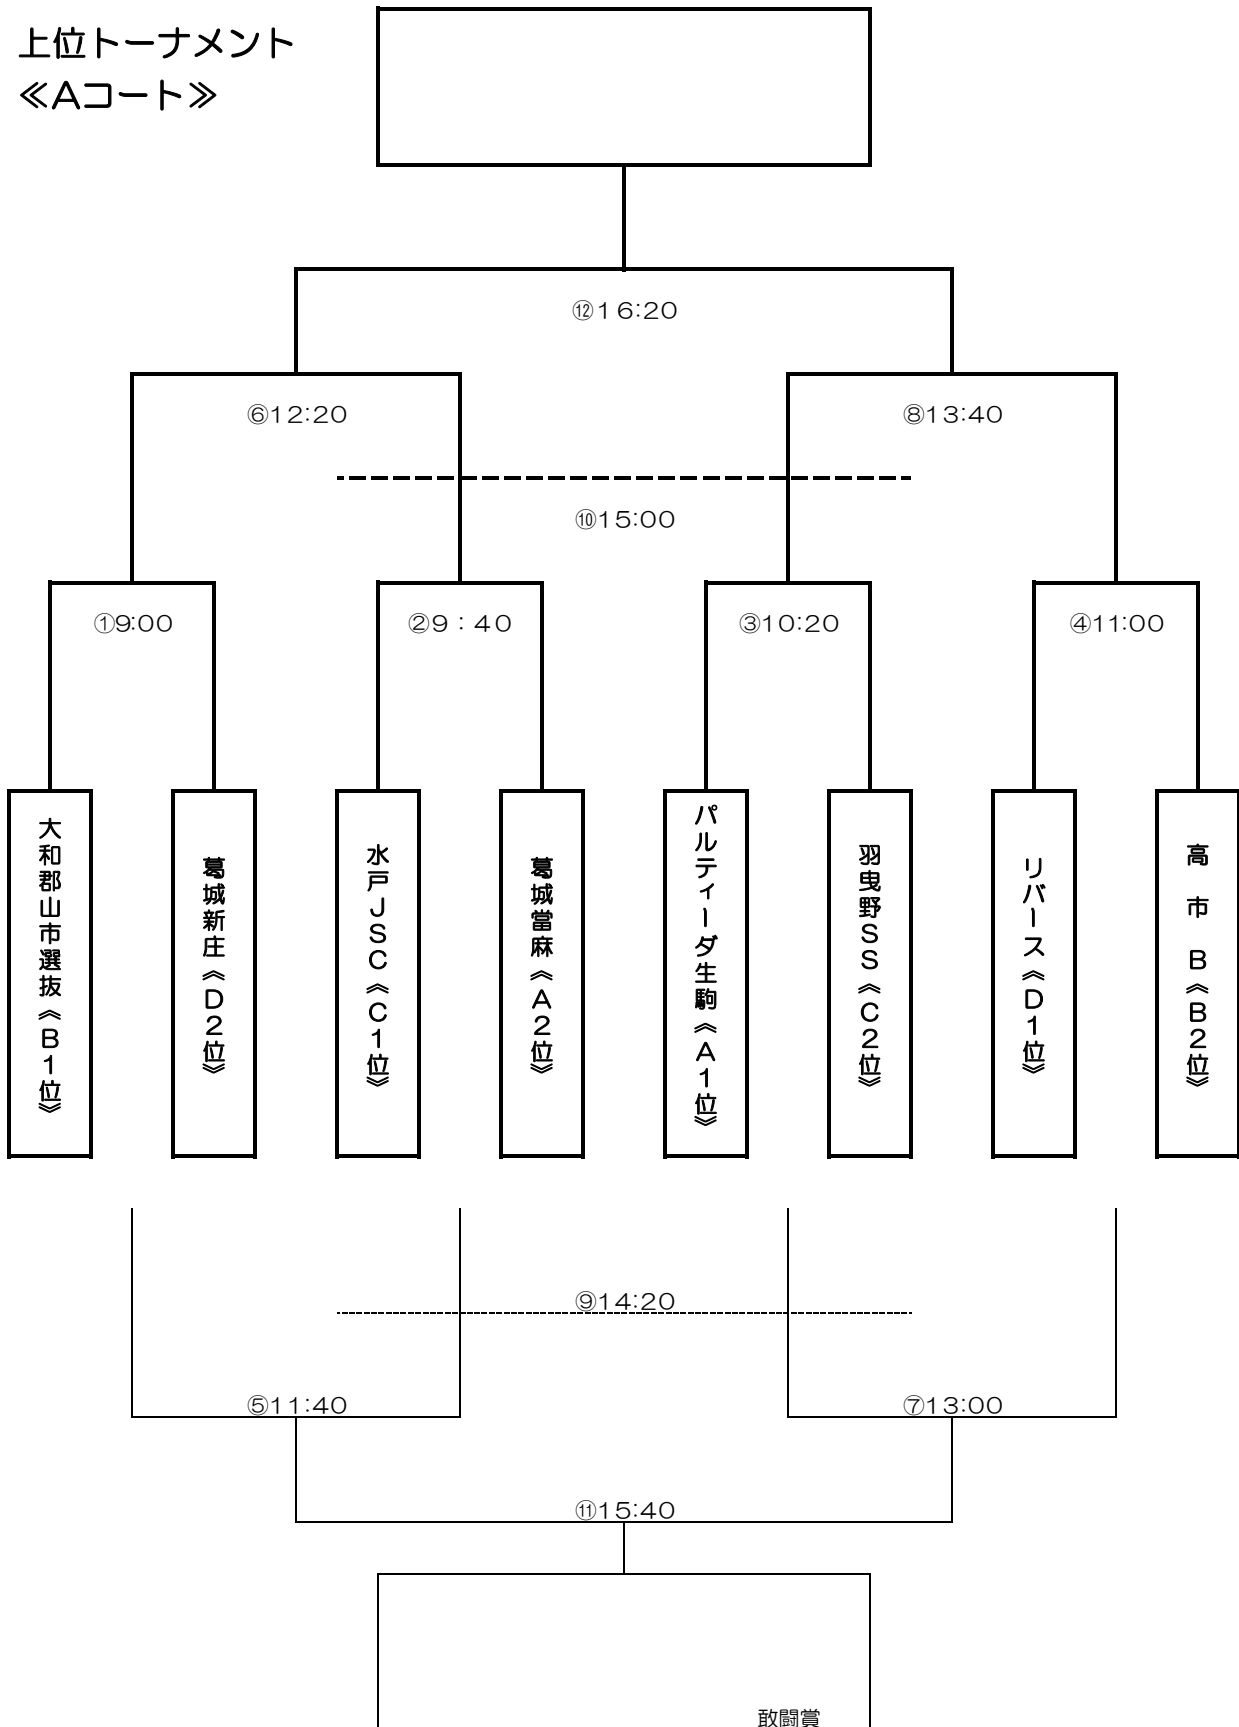 上位トーナメント
≪Aコート≫
⑫16:20
⑥12:20
⑧13:40
⑩15:00
①9:00
②9：40
③10:20
④11:00
大和郡山市選抜《B1位》
葛城新庄《D2位》
水戸JSC《C1位》
葛城當麻《A2位》
パルティーダ生駒《A1位》
羽曳野SS《C2位》
リバース《D1位》
高　市　B《B2位》
⑨14:20
⑤11:40
⑦13:00
⑪15:40
敢闘賞